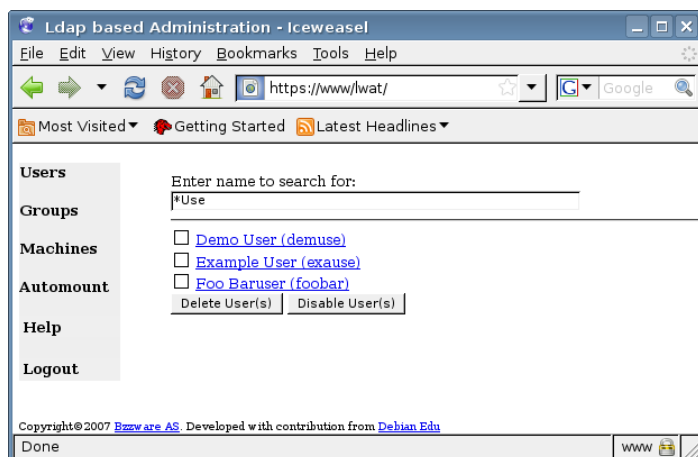 Ldap based Administration - Iceweasel
File Edit View History Bookmarks Tools Help
https://www/lwat/
G Google
Most Visited Getting Started Latest Headlines
Users
Groups
Machines
Automount
Help
Logout
Enter name to search for:
*Use
Demo User (demuse)
Example User (exause)
Foo Baruser (foobar)
Delete User(s) Disable User(s)
Copyright©2007 Bzzware AS. Developed with contribution from Debian Edu
Done www